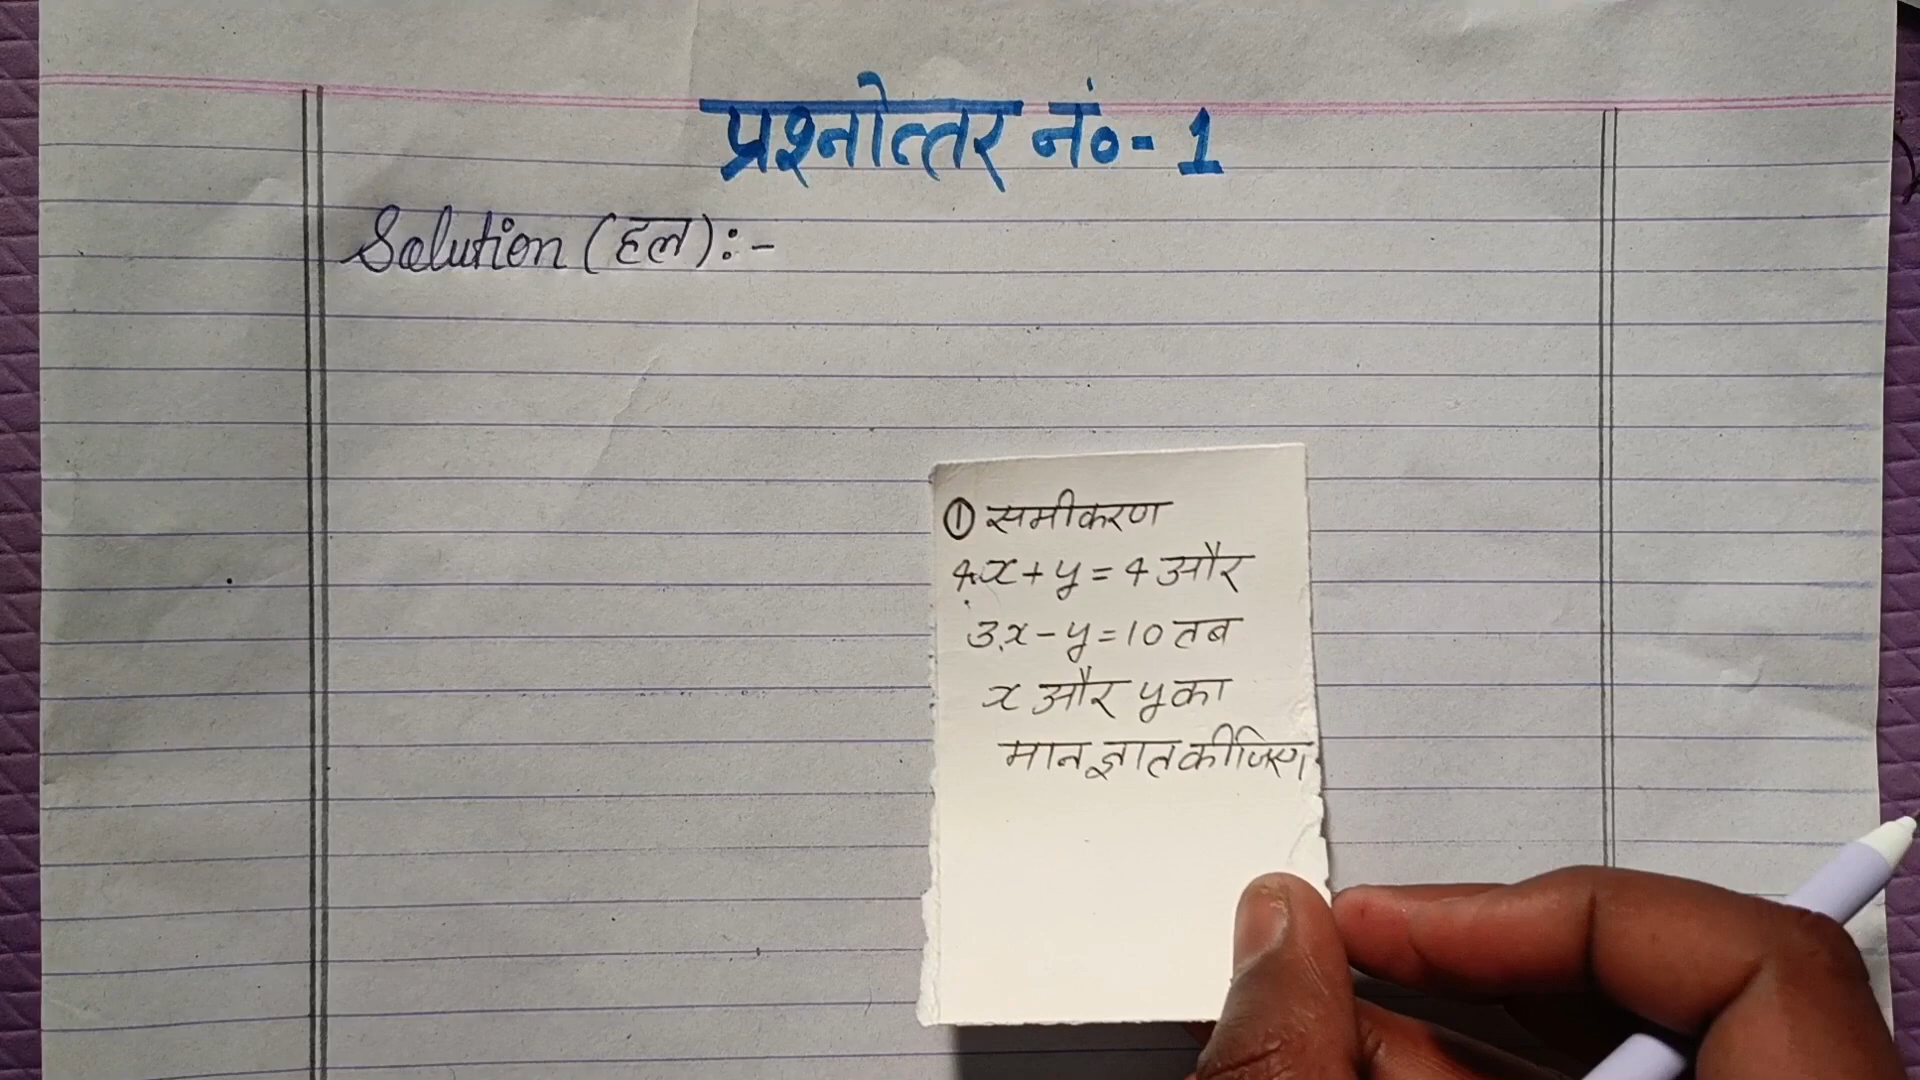 प्रश्नोत्तर नं०- 1
Solution (हल) :-
① समीकरण
4x + y = 4 और
3x - y = 10 तब
x और y का
मान ज्ञात कीजिए।